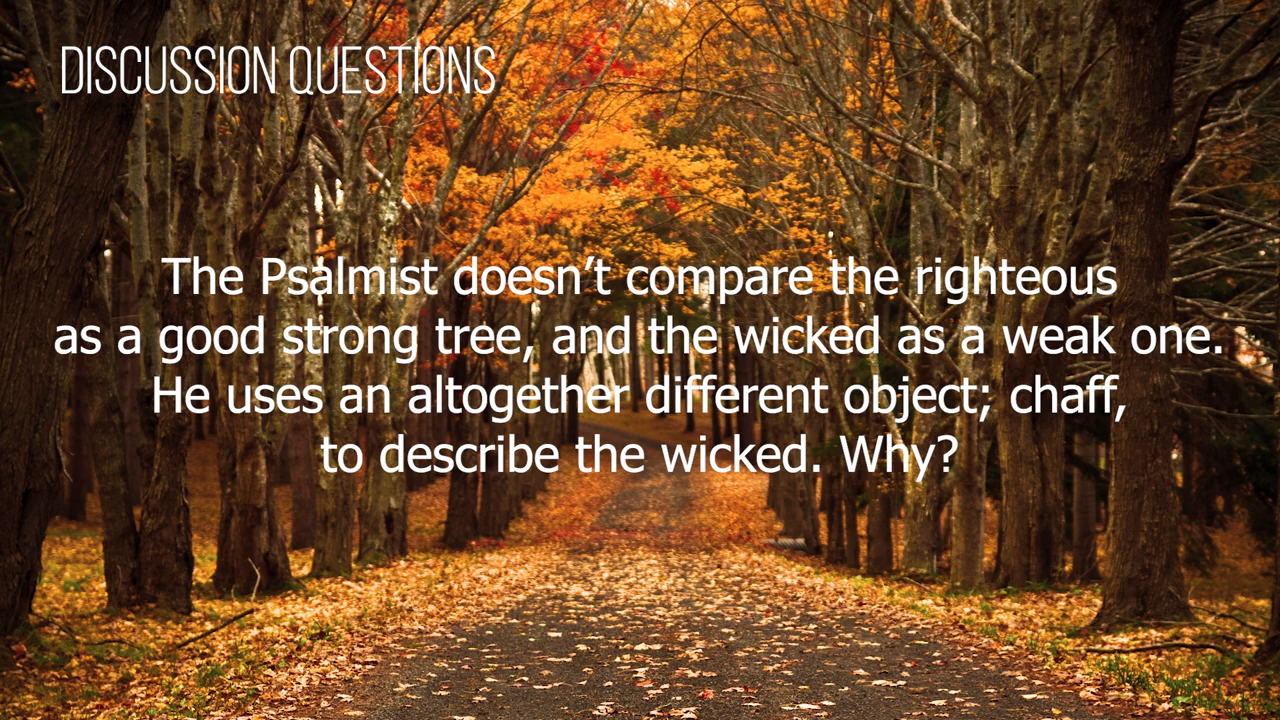 DISCUSSION QUESTIONS
The Psalmist doesn’t compare the righteous
as a good strong tree, and the wicked as a weak one.
He uses an altogether different object; chaff,
to describe the wicked. Why?